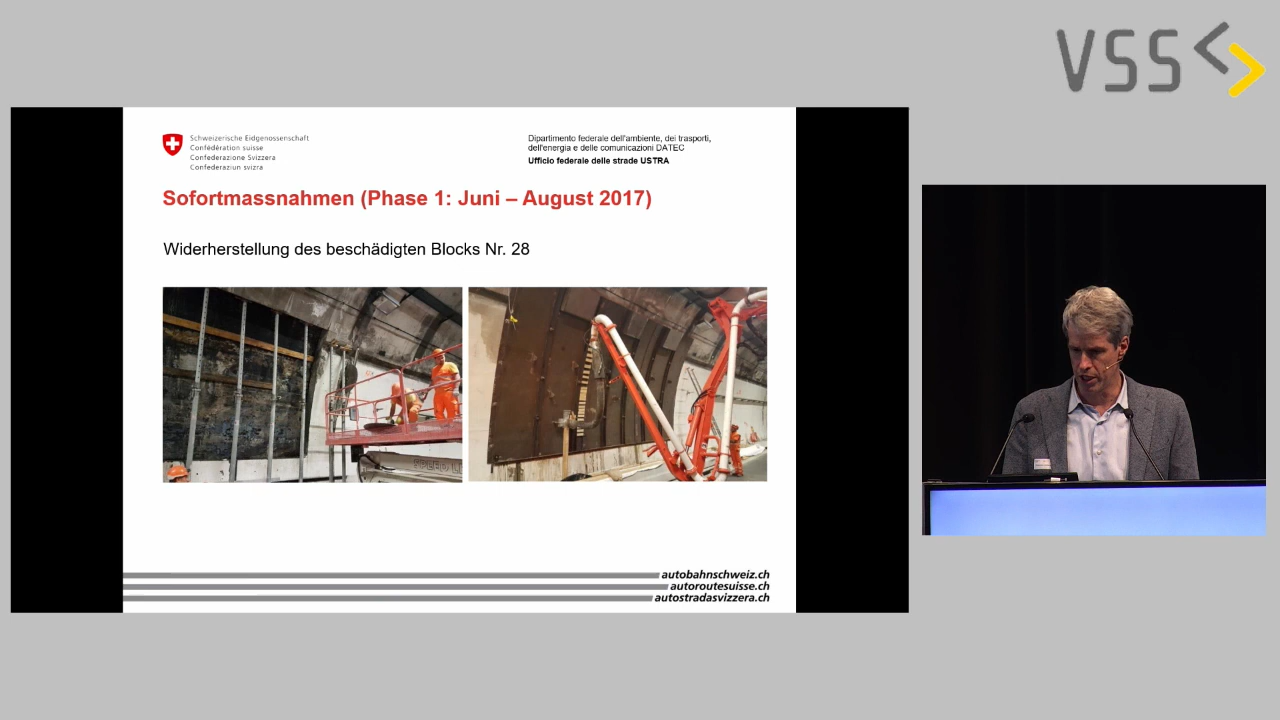 VSS
Schweizerische Eidgenossenschaft
Confédération suisse
Confederazione Svizzera
Confederaziun svizra
Dipartimento federale dell'ambiente, dei trasporti,
dell'energia e delle comunicazioni DATEC
Ufficio federale delle strade USTRA
Sofortmassnahmen (Phase 1: Juni – August 2017)
Widerherstellung des beschädigten Blocks Nr. 28
autobahnschweiz.ch
autoroutesuisse.ch
autostradasvizzera.ch